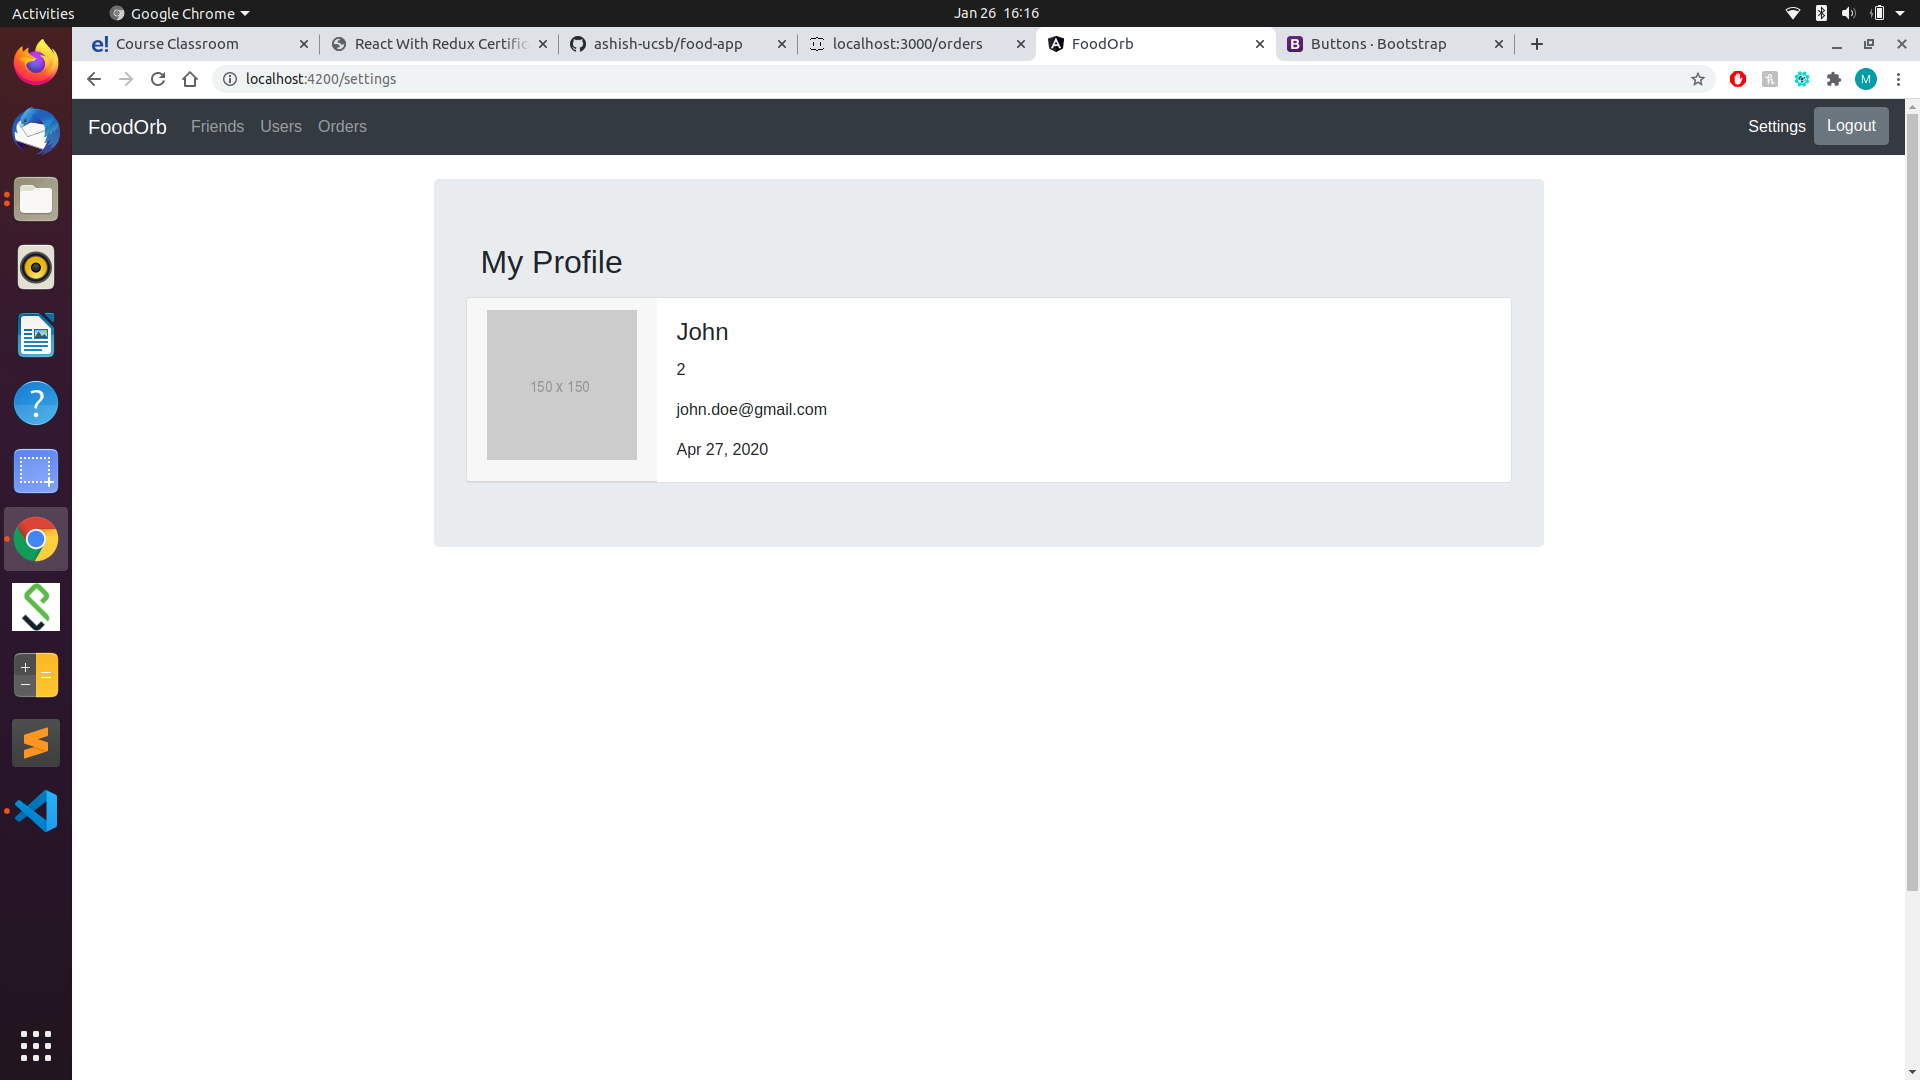 Activities
Google Chrome
Jan 26 16:16
Course Classroom
React With Redux Certific
ashish-ucsb/food-app
localhost:3000/orders
FoodOrb
Buttons · Bootstrap
localhost:4200/settings
M
FoodOrb
Friends
Users
Orders
Settings
Logout
My Profile
150 x 150
John
2
john.doe@gmail.com
Apr 27, 2020